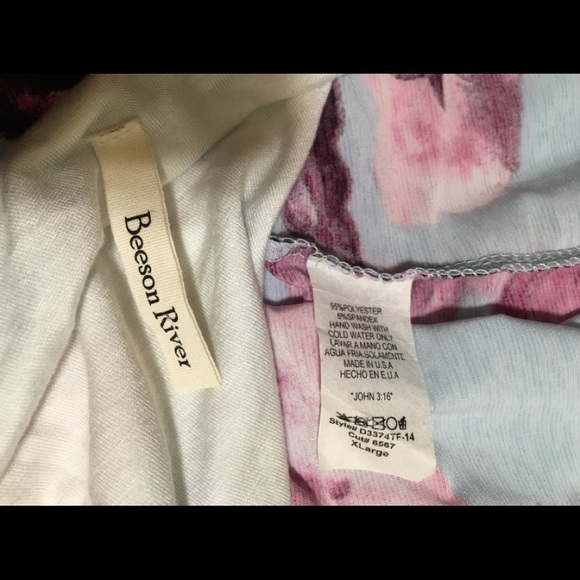 Beeson River
95%POLYESTER
5%SPANDEX
HAND WASH WITH
COLD WATER ONLY
LAVAR A MANO CON
AGUA FRIA SOLAMENTE
MADE IN U.S.A
HECHO EN E.U.A
"JOHN 3:16"
Style# D3374TF-14
Cut# 6567
XLarge